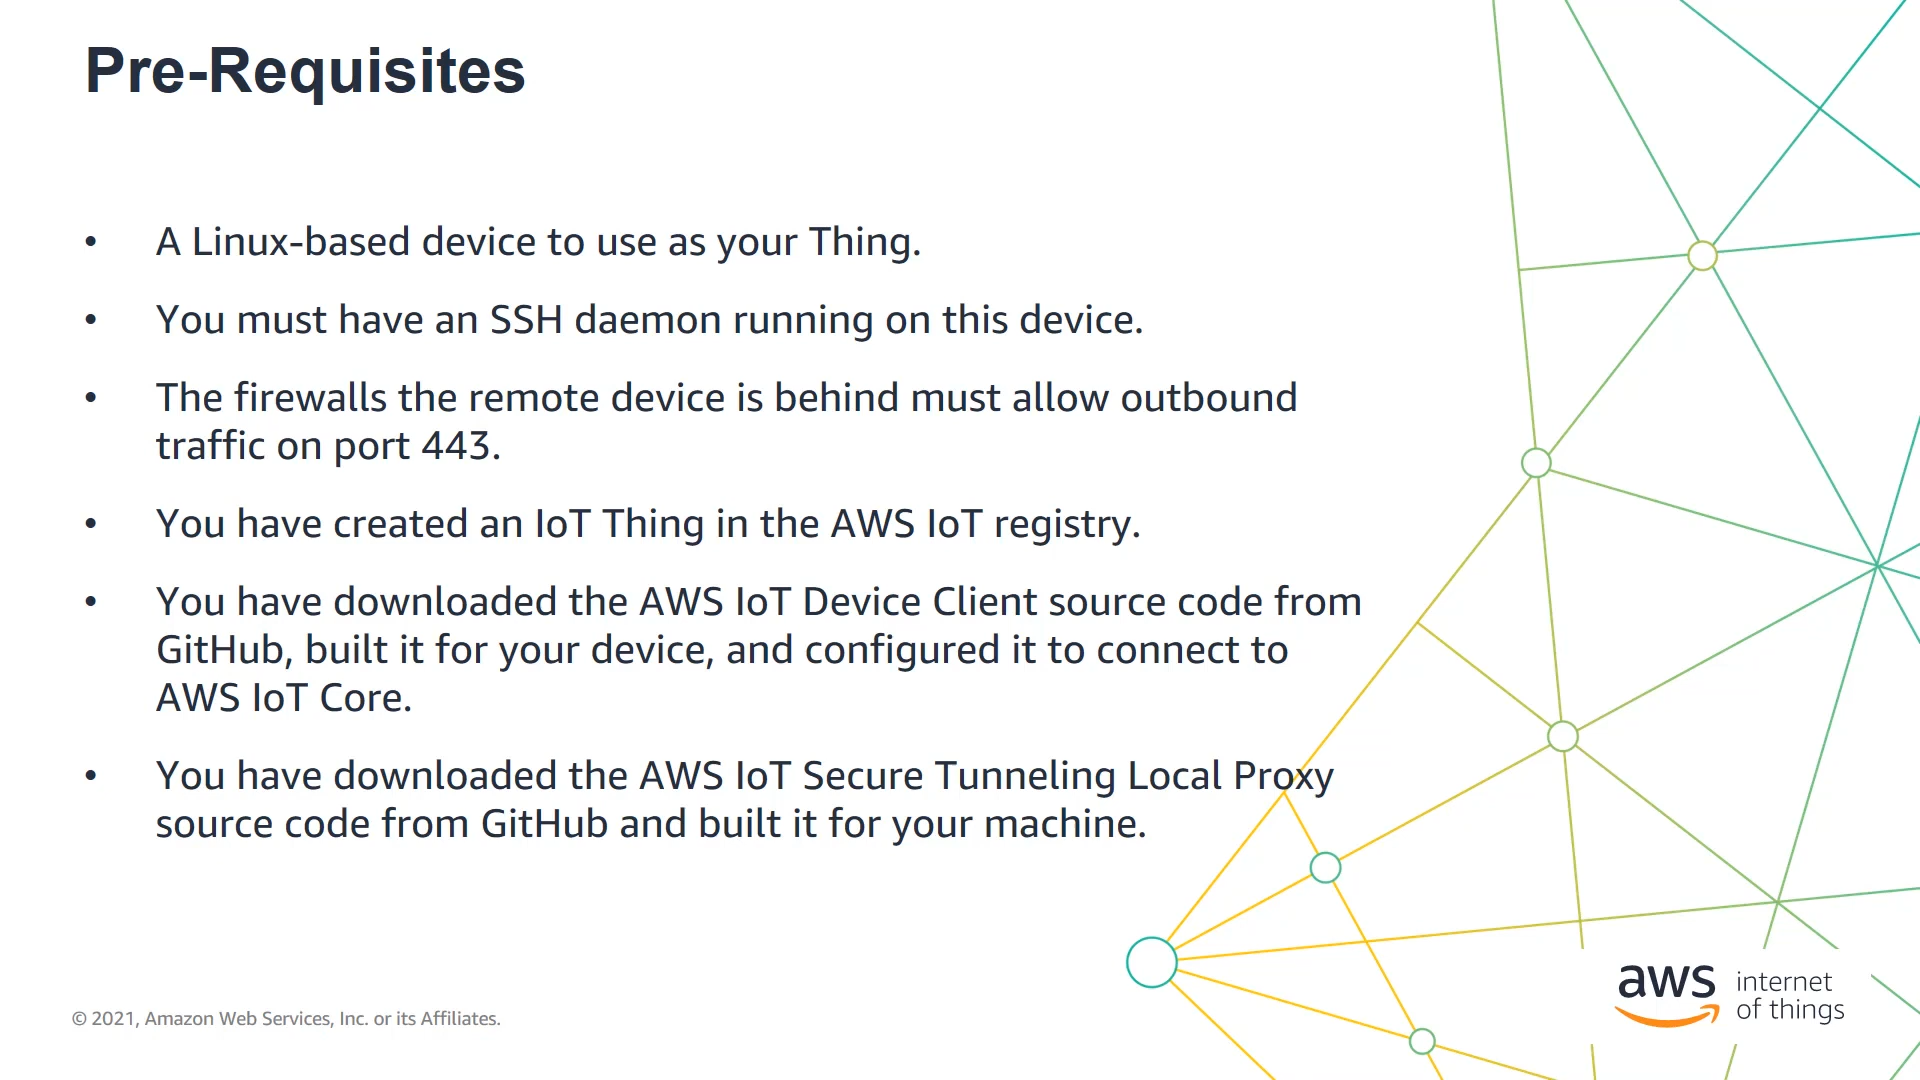 Pre-Requisites
• A Linux-based device to use as your Thing.
• You must have an SSH daemon running on this device.
• The firewalls the remote device is behind must allow outbound
traffic on port 443.
• You have created an IoT Thing in the AWS IoT registry.
• You have downloaded the AWS IoT Device Client source code from
GitHub, built it for your device, and configured it to connect to
AWS IoT Core.
• You have downloaded the AWS IoT Secure Tunneling Local Proxy
source code from GitHub and built it for your machine.
© 2021, Amazon Web Services, Inc. or its Affiliates.
aws internet
of things